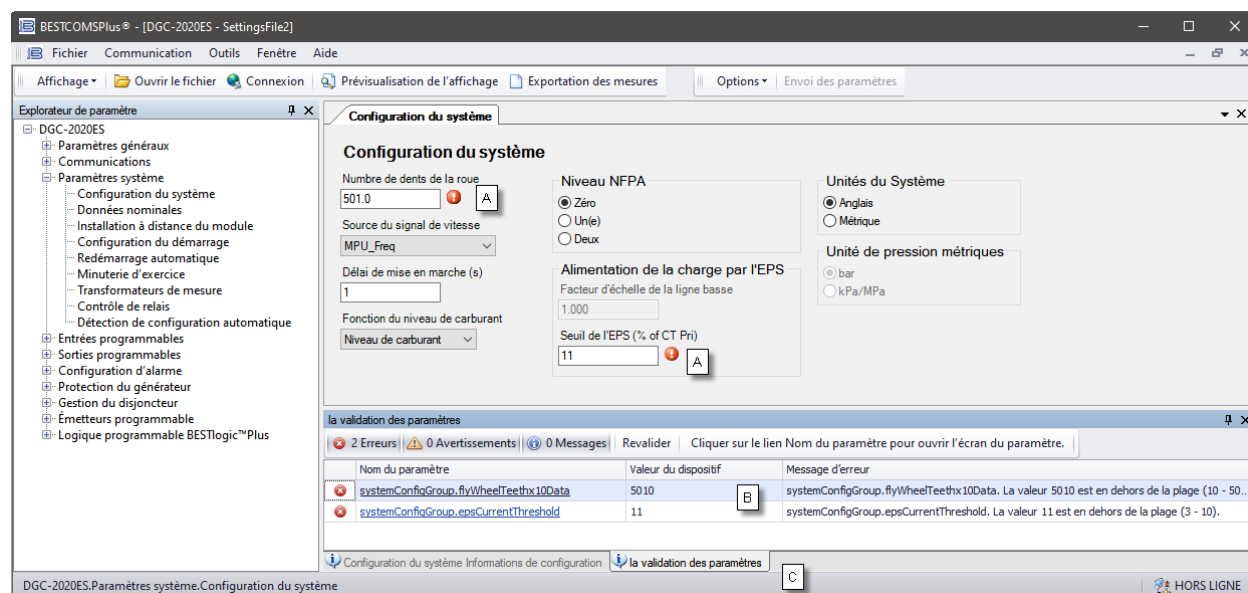 BESTCOMSPlus® - [DGC-2020ES - SettingsFile2]
Fichier Communication Outils Fenêtre Aide
Affichage Ouvrir le fichier Connexion Prévisualisation de l'affichage Exportation des mesures Options Envoi des paramètres
Explorateur de paramètre
DGC-2020ES
Paramètres généraux
Communications
Paramètres système
Configuration du système
Données nominales
Installation à distance du module
Configuration du démarrage
Redémarrage automatique
Minuterie d'exercice
Transformateurs de mesure
Contrôle de relais
Détection de configuration automatique
Entrées programmables
Sorties programmables
Configuration d'alarme
Protection du générateur
Gestion du disjoncteur
Émetteurs programmable
Logique programmable BESTlogic™Plus
Configuration du système
Configuration du système
Numbre de dents de la roue
501.0
A
Source du signal de vitesse
MPU_Freq
Délai de mise en marche (s)
1
Fonction du niveau de carburant
Niveau de carburant
Niveau NFPA
Zéro
Un(e)
Deux
Alimentation de la charge par l'EPS
Facteur d'échelle de la ligne basse
1.000
Seuil de l'EPS (% of CT Pri)
11
A
Unités du Système
Anglais
Métrique
Unité de pression métriques
bar
kPa/MPa
la validation des paramètres
2 Erreurs 0 Avertissements 0 Messages Revalider Cliquer sur le lien Nom du paramètre pour ouvrir l'écran du paramètre.
Nom du paramètre Valeur du dispositif Message d'erreur
systemConfigGroup.flyWheelTeethx10Data 5010 systemConfigGroup.flyWheelTeethx10Data. La valeur 5010 est en dehors de la plage (10 - 50...
B
systemConfigGroup.epsCurrentThreshold 11 systemConfigGroup.epsCurrentThreshold. La valeur 11 est en dehors de la plage (3 - 10).
Configuration du système Informations de configuration la validation des paramètres
C
DGC-2020ES.Paramètres système.Configuration du système HORS LIGNE